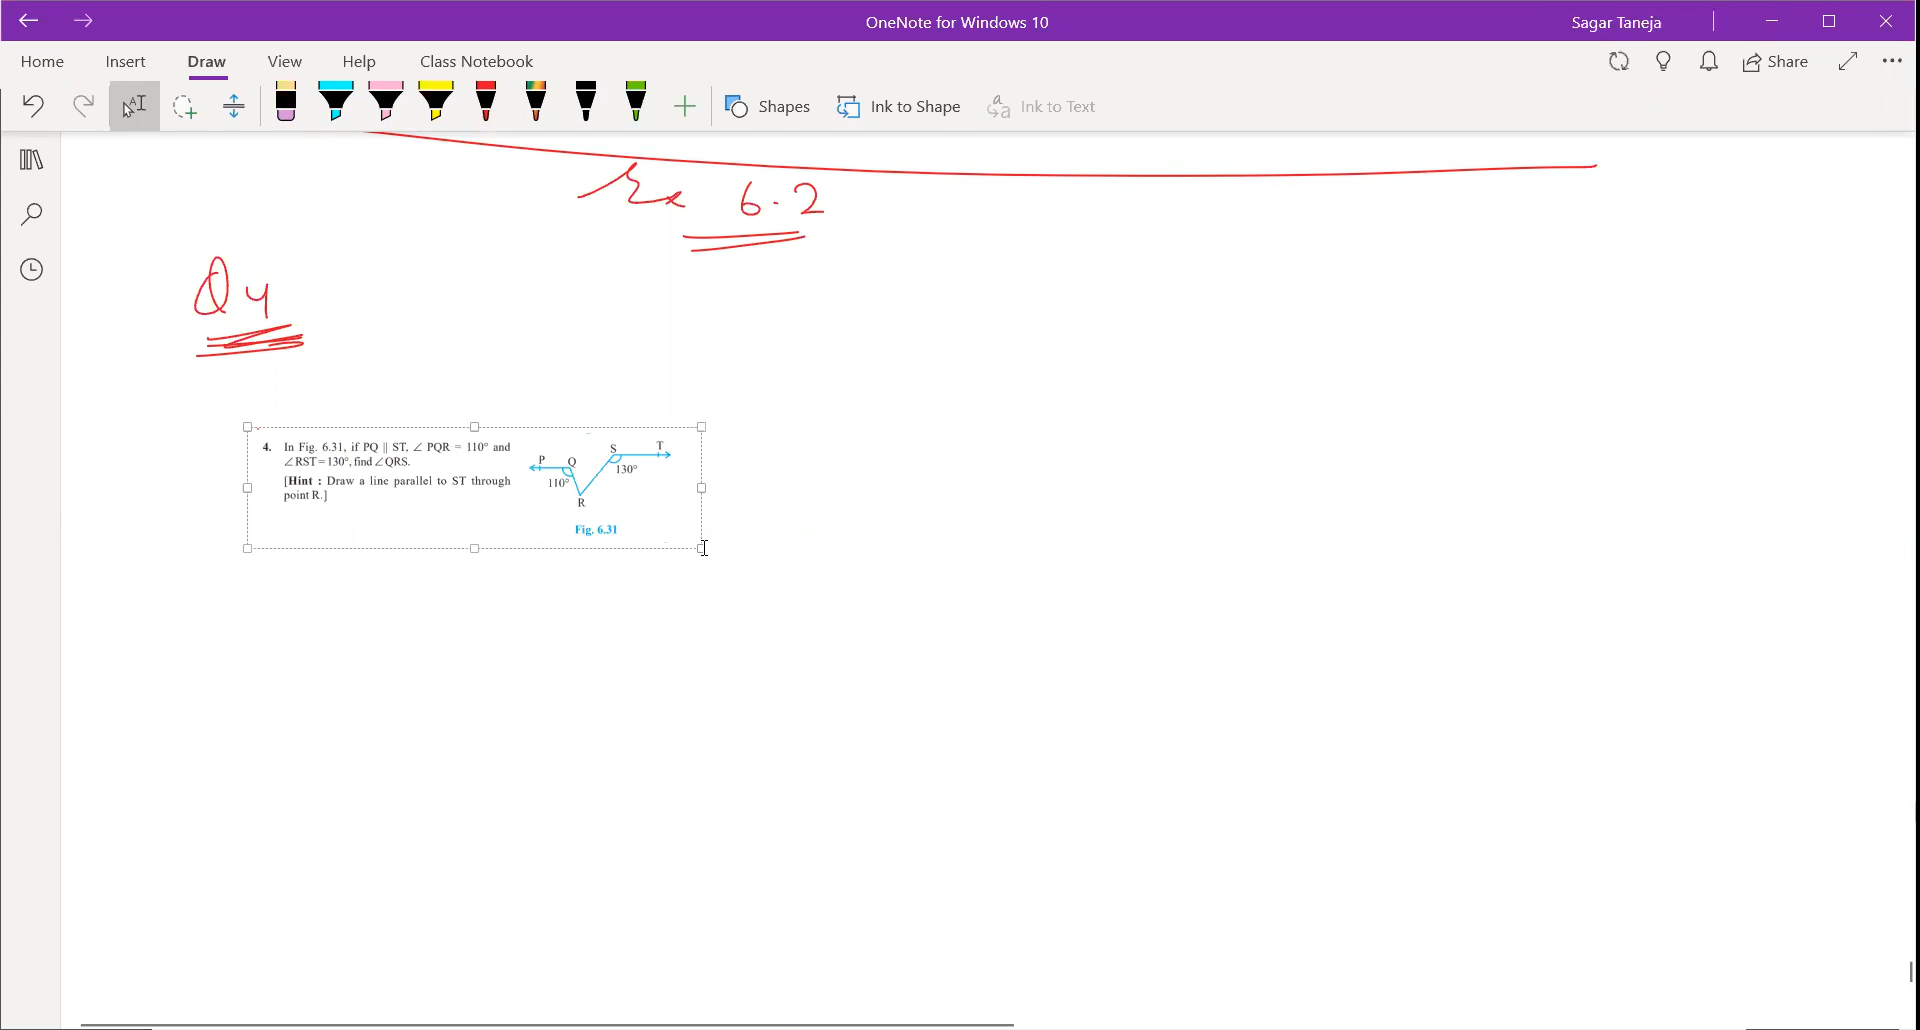 OneNote for Windows 10
Sagar Taneja
Home Insert Draw View Help Class Notebook
Share
Shapes Ink to Shape Ink to Text
Ex 6.2
Q4
4. In Fig. 6.31, if PQ || ST, ∠ PQR = 110° and
∠RST = 130°, find ∠QRS.
[Hint : Draw a line parallel to ST through
point R.]
S T
P Q
130°
110°
R
Fig. 6.31